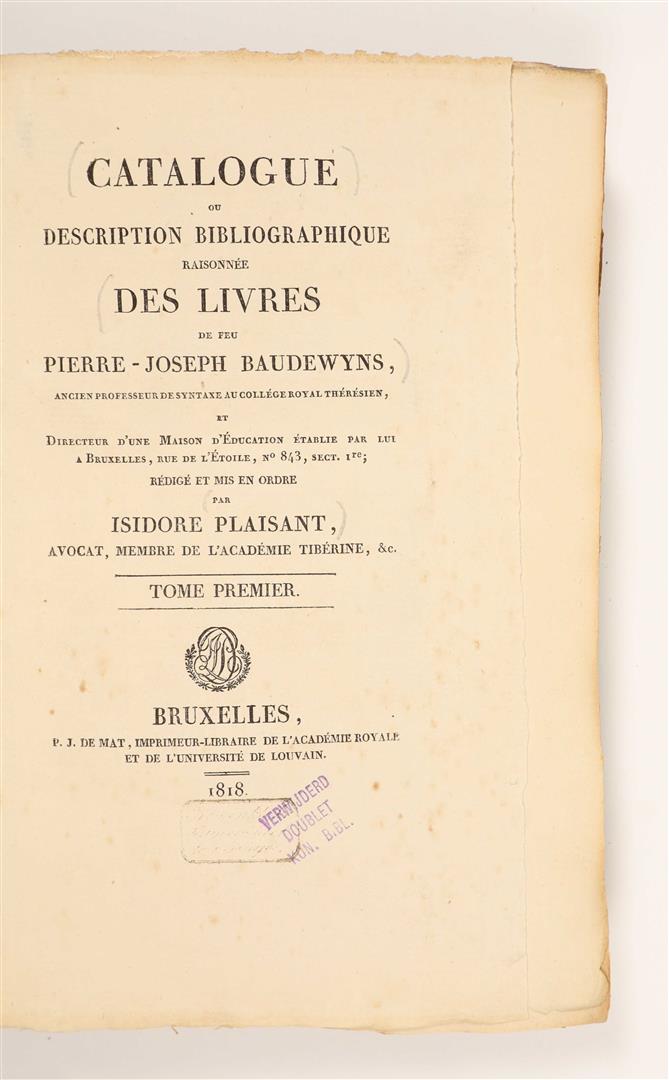 CATALOGUE
OU
DESCRIPTION BIBLIOGRAPHIQUE
RAISONNÉE
DES LIVRES
DE FEU
PIERRE-JOSEPH BAUDEWYNS,
ANCIEN PROFESSEUR DE SYNTAXE AU COLLÉGE ROYAL THÉRÉSIEN,
ET
DIRECTEUR D'UNE MAISON D'ÉDUCATION ÉTABLIE PAR LUI
A BRUXELLES, RUE DE L'ÉTOILE, Nº 843, SECT. Iʳᵉ;
RÉDIGÉ ET MIS EN ORDRE
PAR
ISIDORE PLAISANT,
AVOCAT, MEMBRE DE L'ACADÉMIE TIBÉRINE, &c.
TOME PREMIER.
BRUXELLES,
P. J. DE MAT, IMPRIMEUR-LIBRAIRE DE L'ACADÉMIE ROYALE
ET DE L'UNIVERSITÉ DE LOUVAIN.
1818.
VERWIJDERD
DOUBLET
KON. B.BL.